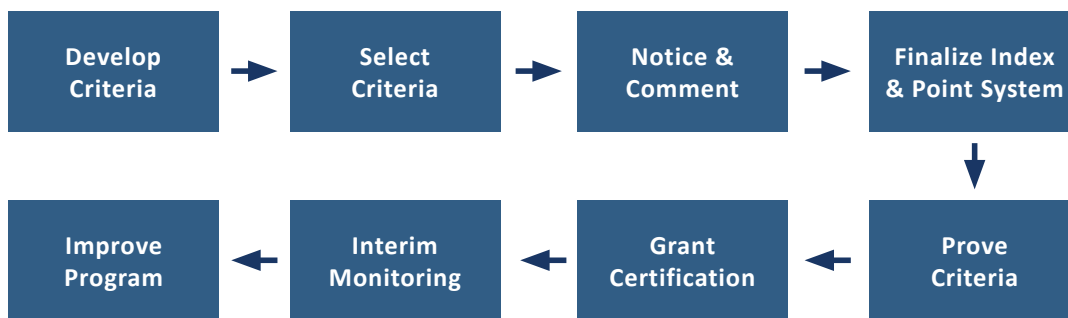 Develop
Criteria
Select
Criteria
Notice &
Comment
Finalize Index
& Point System
Prove
Criteria
Grant
Certification
Interim
Monitoring
Improve
Program